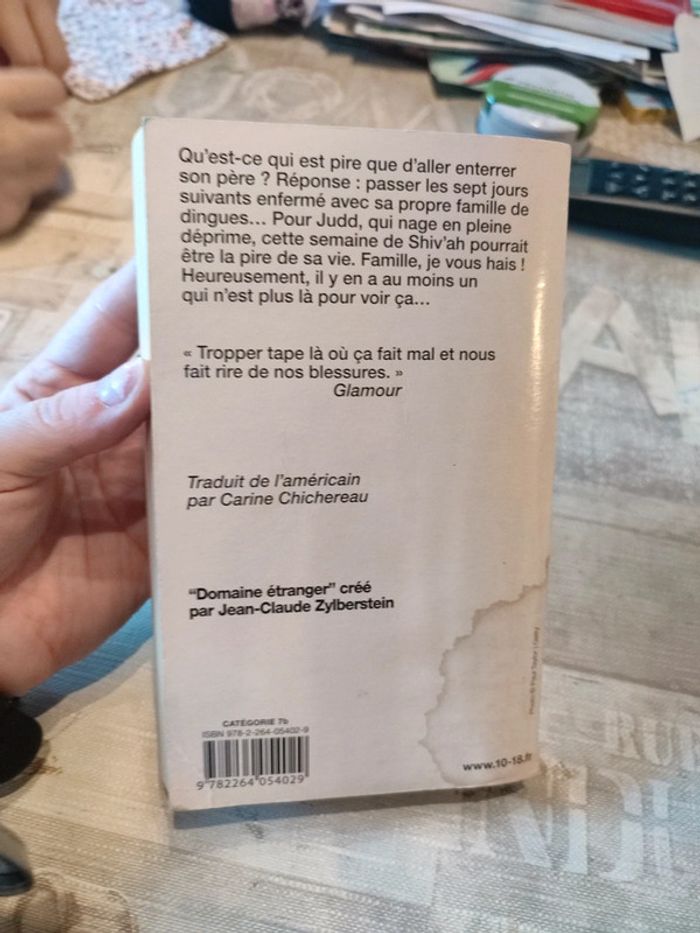 Qu'est-ce qui est pire que d'aller enterrer
son père ? Réponse : passer les sept jours
suivants enfermé avec sa propre famille de
dingues... Pour Judd, qui nage en pleine
déprime, cette semaine de Shiv'ah pourrait
être la pire de sa vie. Famille, je vous hais !
Heureusement, il y en a au moins un
qui n'est plus là pour voir ça...
« Tropper tape là où ça fait mal et nous
fait rire de nos blessures. »
Glamour
Traduit de l'américain
par Carine Chichereau
"Domaine étranger" créé
par Jean-Claude Zylberstein
CATÉGORIE 7b
ISBN 978-2-264-05402-9
9 782264 054029
www.10-18.fr